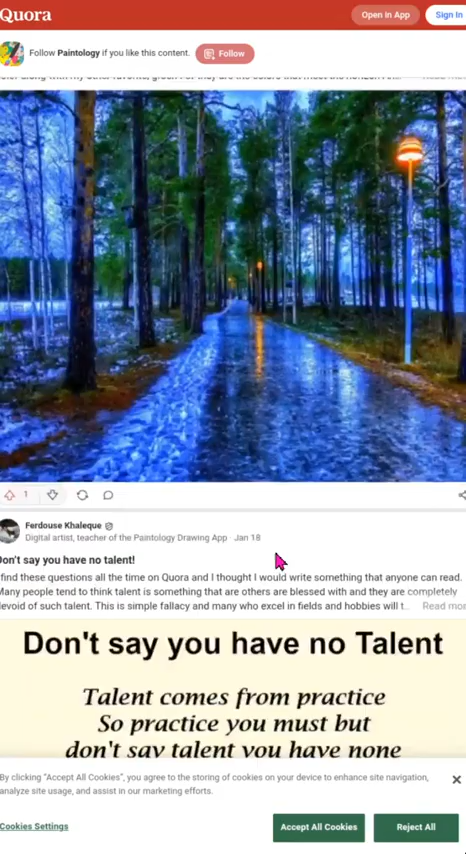 Quora
Open in App
Sign In
Follow Paintology if you like this content.
Follow
1
Ferdouse Khaleque
Digital artist, teacher of the Paintology Drawing App · Jan 18
Don't say you have no talent!
find these questions all the time on Quora and I thought I would write something that anyone can read.
Many people tend to think talent is something that are others are blessed with and they are completely
devoid of such talent. This is simple fallacy and many who excel in fields and hobbies will t... Read mor
Don't say you have no Talent
Talent comes from practice
So practice you must but
don't say talent you have none
By clicking "Accept All Cookies", you agree to the storing of cookies on your device to enhance site navigation,
analyze site usage, and assist in our marketing efforts.
Cookies Settings
Accept All Cookies
Reject All